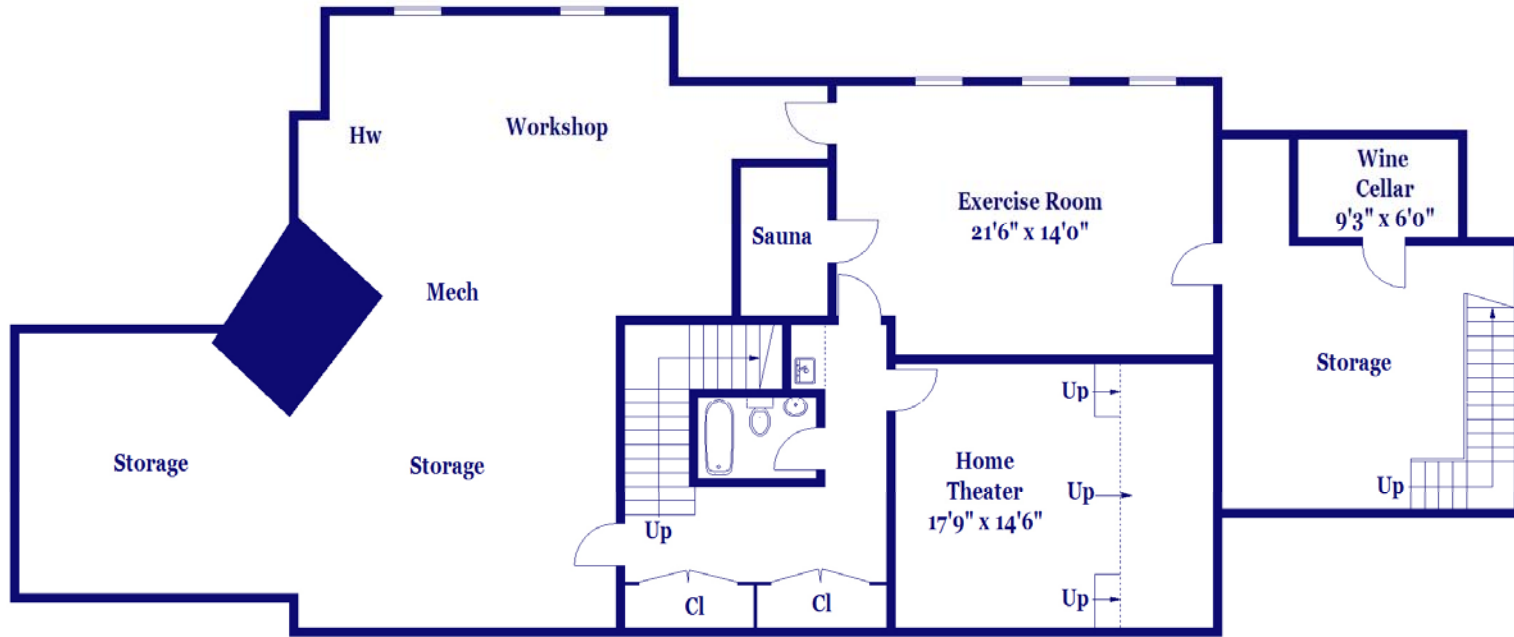 Hw
Workshop
Wine
Cellar
9'3" x 6'0"
Exercise Room
21'6" x 14'0"
Sauna
Mech
Storage
Up
Storage
Storage
Home
Theater
17'9" x 14'6"
Up
Up
Up
Up
Cl
Cl